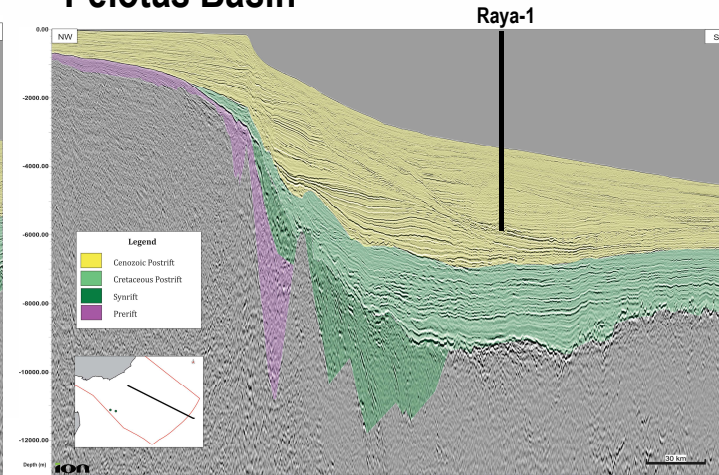 Pelotas Basin
Raya-1
0.00
NW
S
-2000.00
-4000.00
-6000.00
-8000.00
-10000.00
-12000.00
Legend
Cenozoic Postrift
Cretaceous Postrift
Synrift
Prerift
Depth (m)
ion
30 km